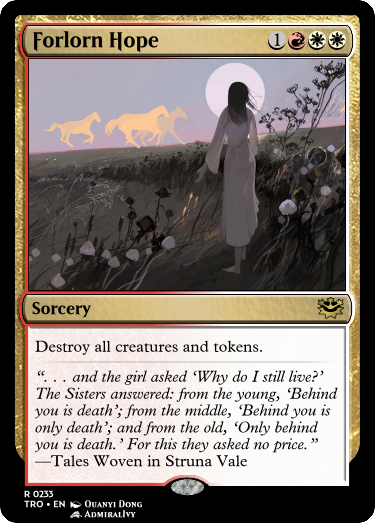 Forlorn Hope 1
Sorcery
Destroy all creatures and tokens.
“. . . and the girl asked ‘Why do I still live?’
The Sisters answered: from the young, ‘Behind
you is death’; from the middle, ‘Behind you is
only death’; and from the old, ‘Only behind
you is death.’ For this they asked no price.”
—Tales Woven in Struna Vale
R 0233
TRO • EN Quanyi Dong
AdmiralIvy